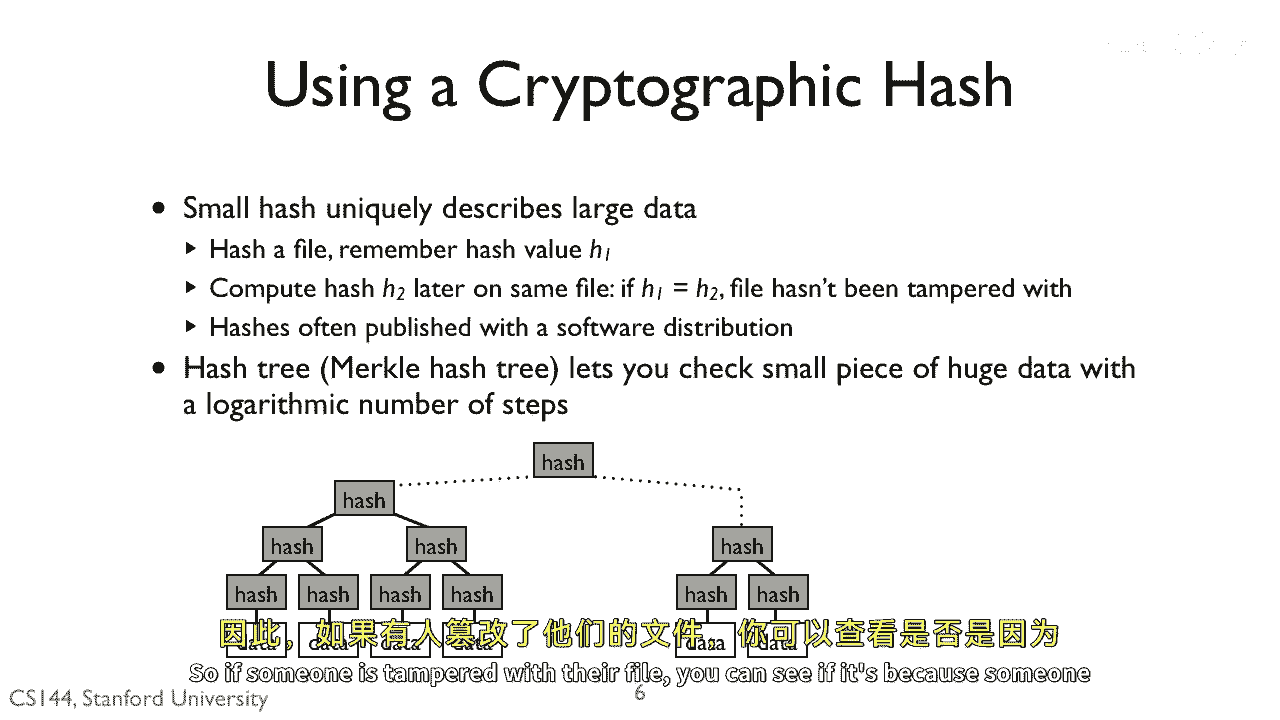 Using a Cryptographic Hash
• Small hash uniquely describes large data
‣ Hash a file, remember hash value h1
‣ Compute hash h2 later on same file: if h1 = h2, file hasn't been tampered with
‣ Hashes often published with a software distribution
• Hash tree (Merkle hash tree) lets you check small piece of huge data with
a logarithmic number of steps
hash
hash
hash hash hash
hash hash hash hash hash hash
data data data data data data
因此，如果有人篡改了他们的文件，你可以查看是否是因为
So if someone is tampered with their file, you can see if it's because someone
CS144, Stanford University
6